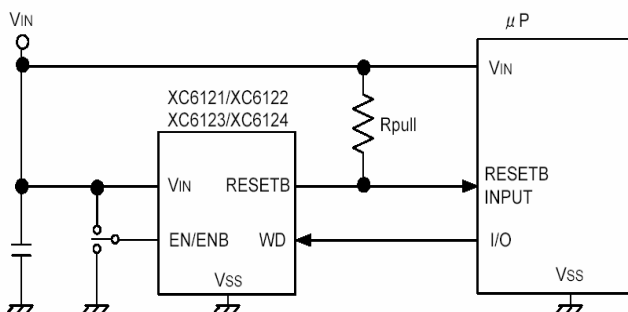 VIN
μP
VIN
XC6121/XC6122
XC6123/XC6124
Rpull
VIN
RESETB
RESETB
INPUT
EN/ENB
WD
I/O
VSS
VSS